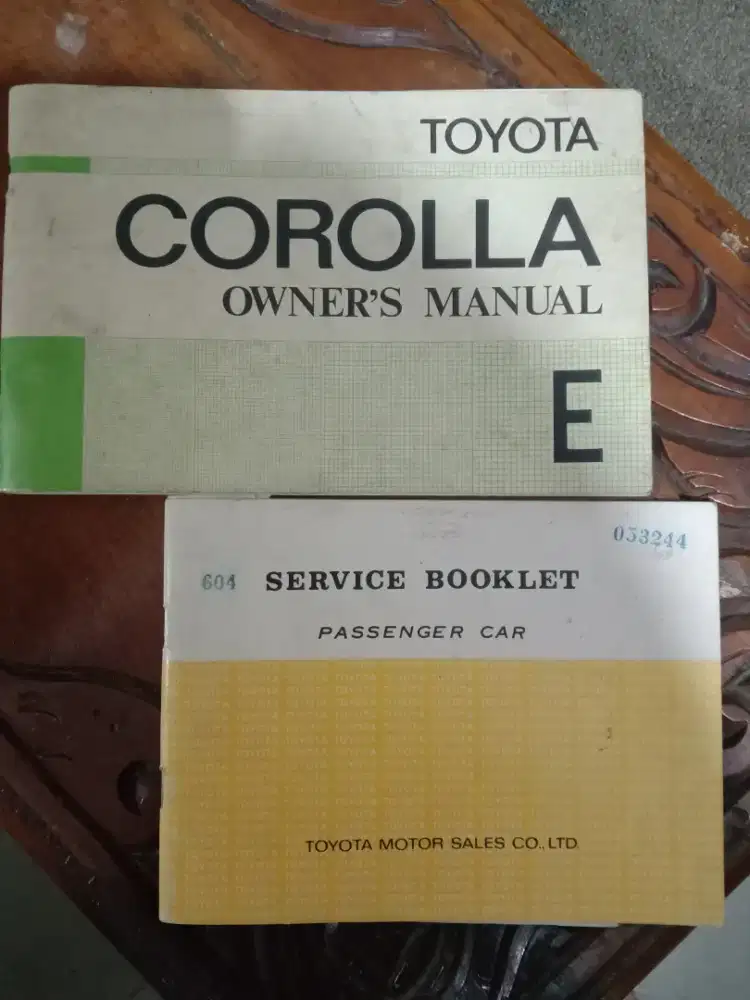 TOYOTA
COROLLA
OWNER'S MANUAL
E
053244
604 SERVICE BOOKLET
PASSENGER CAR
TOYOTA MOTOR SALES CO., LTD.